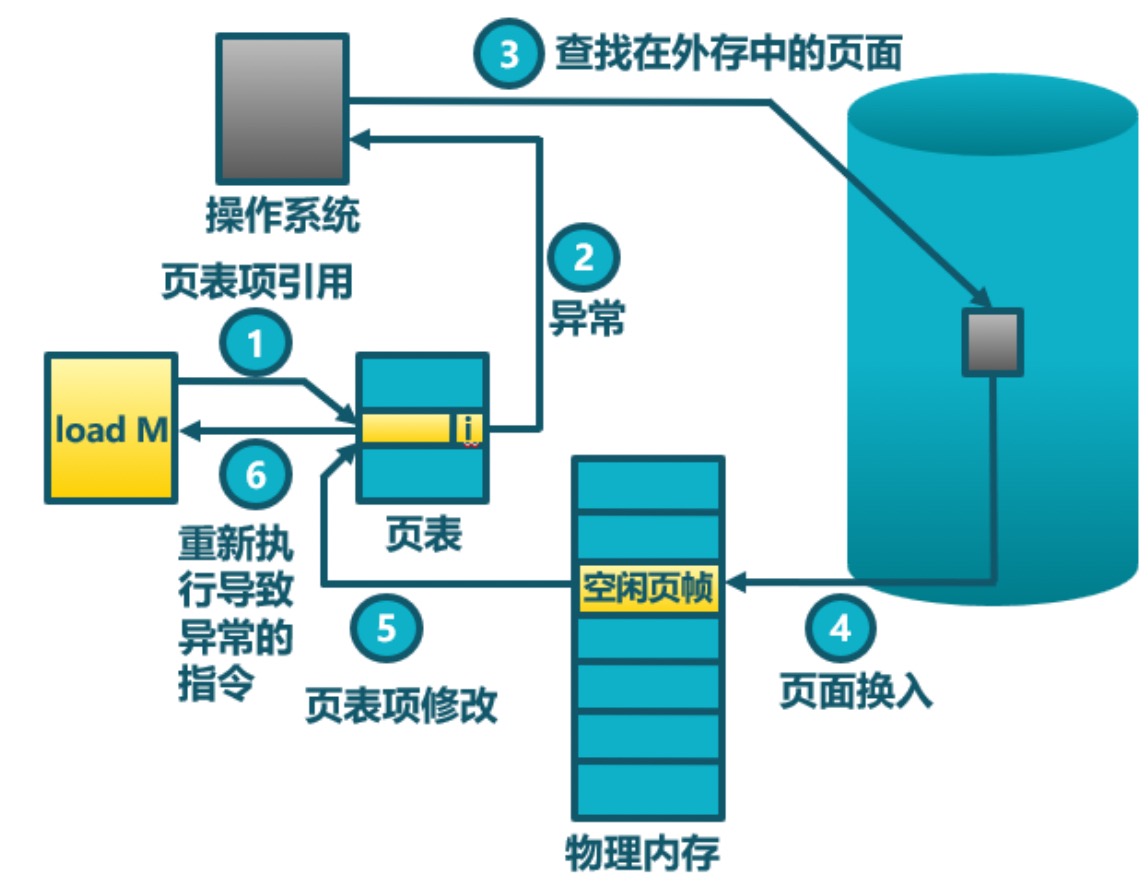 3
查找在外存中的页面
操作系统
2
异常
页表项引用
1
load M
i
6
重新执
行导致
异常的
指令
页表
空闲页帧
5
页表项修改
4
页面换入
物理内存